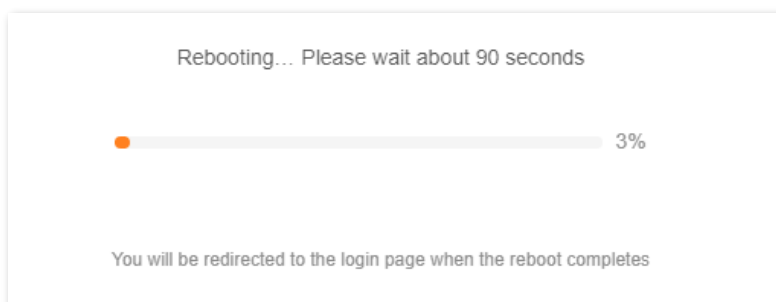 Rebooting… Please wait about 90 seconds
3%
You will be redirected to the login page when the reboot completes